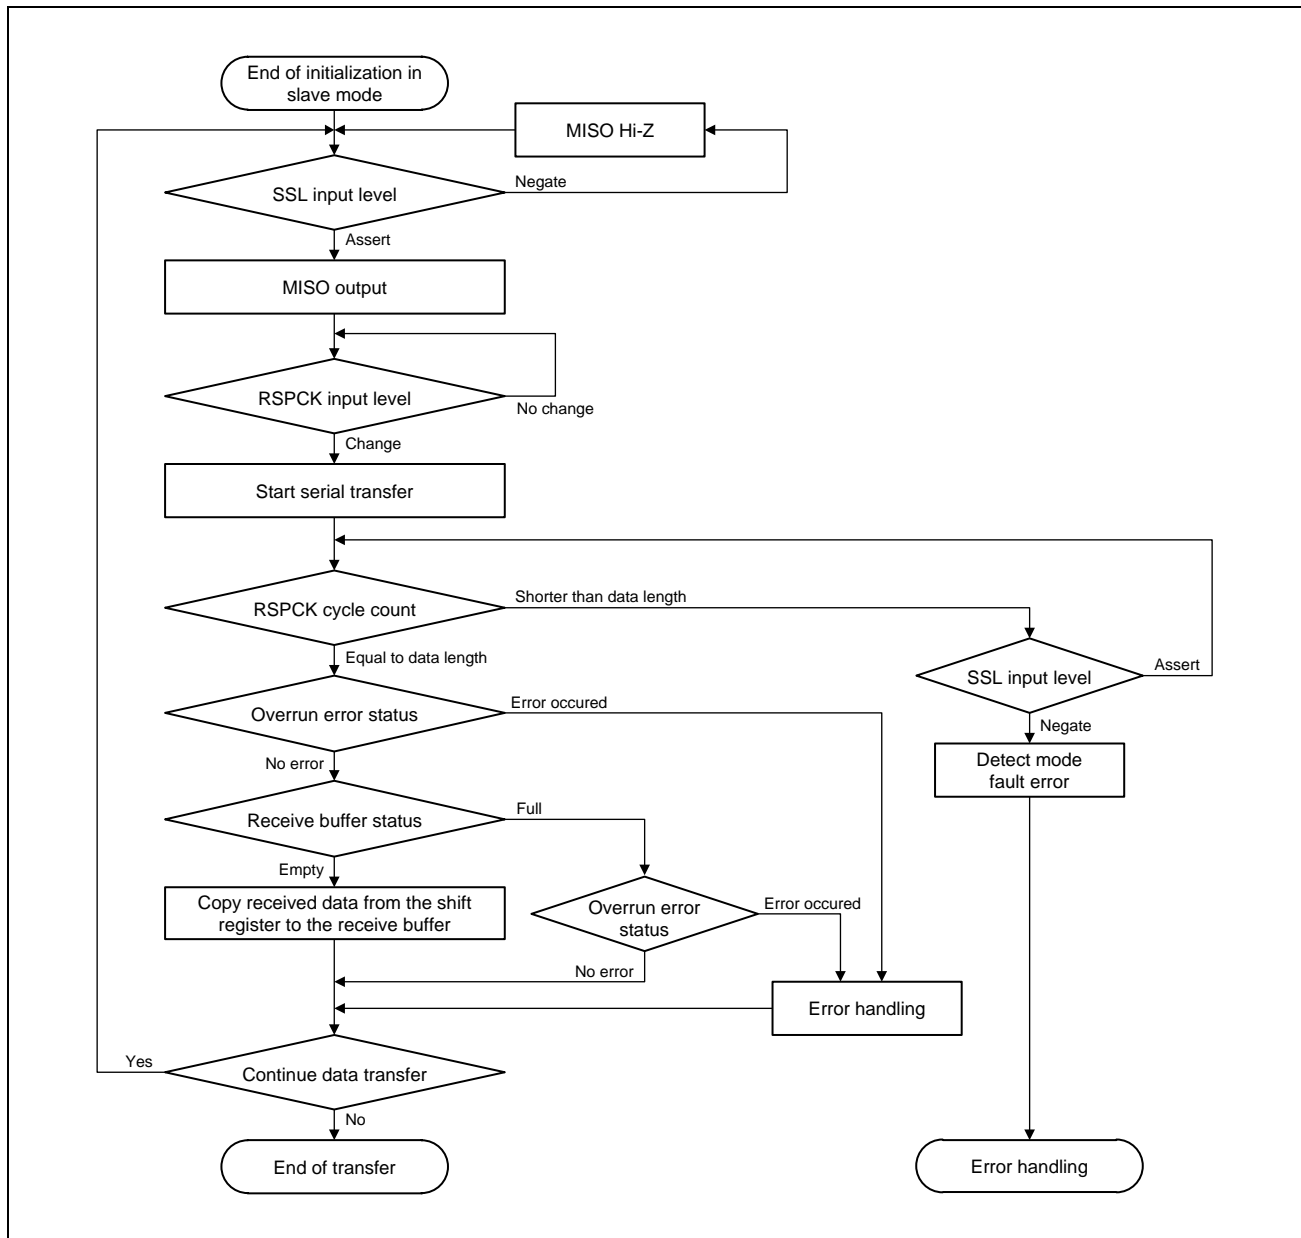 End of initialization in
slave mode
MISO Hi-Z
SSL input level
Negate
Assert
MISO output
RSPCK input level
No change
Change
Start serial transfer
RSPCK cycle count
Shorter than data length
Equal to data length
SSL input level
Assert
Negate
Overrun error status
Error occured
No error
Detect mode
fault error
Receive buffer status
Full
Empty
Copy received data from the shift
register to the receive buffer
Overrun error
status
Error occured
No error
Error handling
Yes
Continue data transfer
No
End of transfer
Error handling